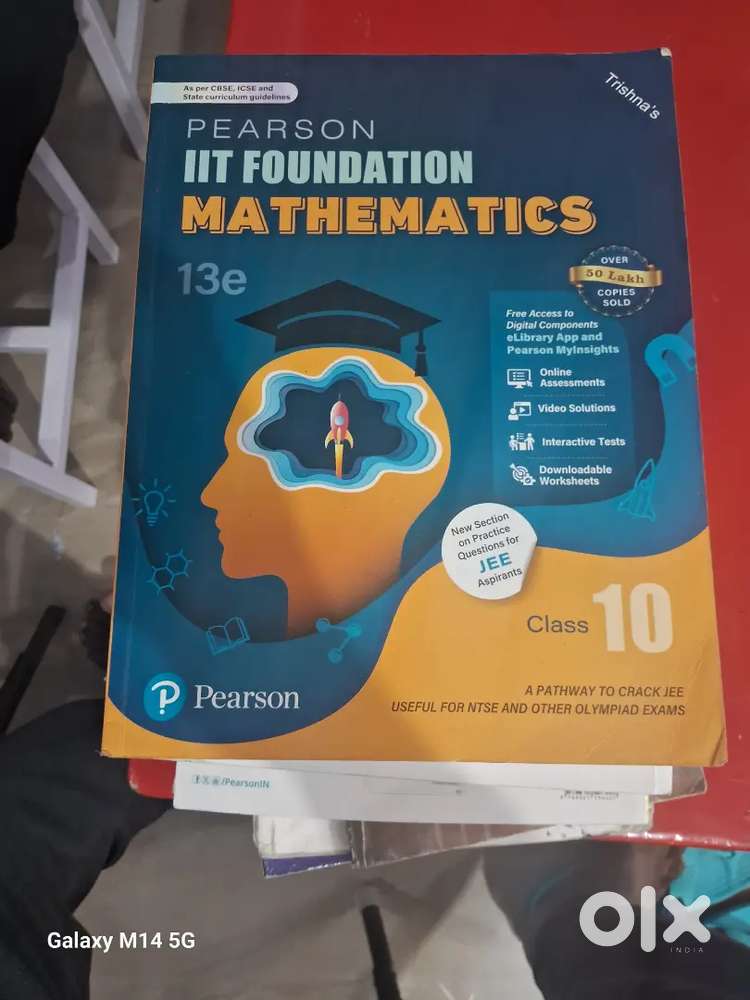 As per CBSE, ICSE and
State curriculum guidelines
Trishna's
PEARSON
IIT FOUNDATION
MATHEMATICS
13e
OVER
50 Lakh
COPIES
SOLD
Free Access to
Digital Components
eLibrary App and
Pearson MyInsights
Online
Assessments
Video Solutions
Interactive Tests
Downloadable
Worksheets
New Section
on Practice
Questions for
JEE
Aspirants
Class 10
P Pearson
A PATHWAY TO CRACK JEE
USEFUL FOR NTSE AND OTHER OLYMPIAD EXAMS
/PearsonIN
Galaxy M14 5G
olx
INDIA